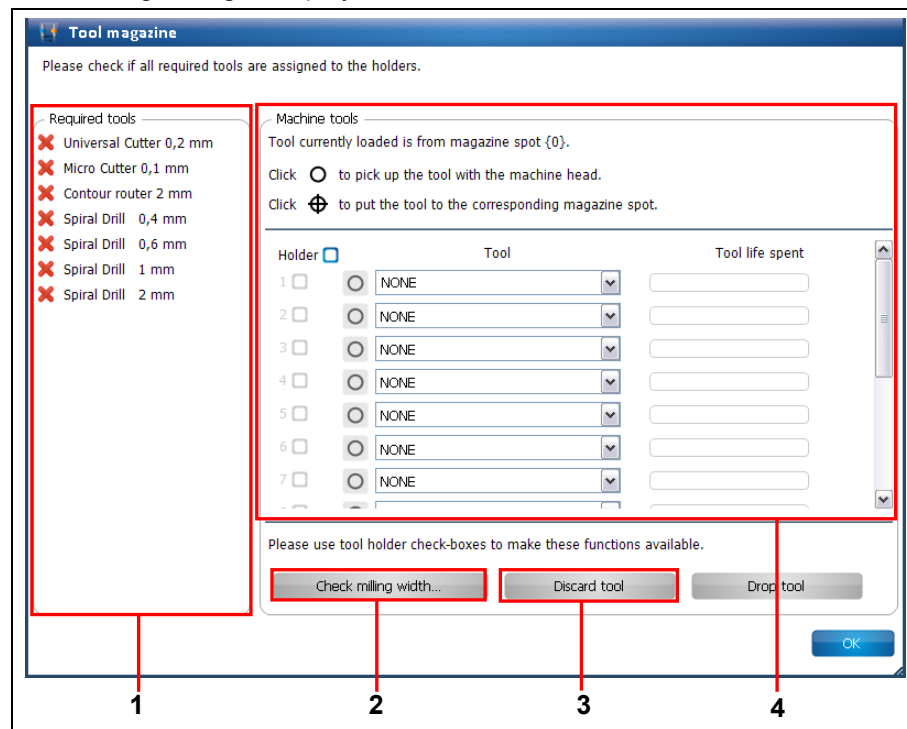 Tool magazine
Please check if all required tools are assigned to the holders.
Required tools
Universal Cutter 0,2 mm
Micro Cutter 0,1 mm
Contour router 2 mm
Spiral Drill 0,4 mm
Spiral Drill 0,6 mm
Spiral Drill 1 mm
Spiral Drill 2 mm
Machine tools
Tool currently loaded is from magazine spot {0}.
Click to pick up the tool with the machine head.
Click to put the tool to the corresponding magazine spot.
Holder Tool Tool life spent
1 NONE
2 NONE
3 NONE
4 NONE
5 NONE
6 NONE
7 NONE
Please use tool holder check-boxes to make these functions available.
Check milling width... Discard tool Drop tool
OK
1 2 3 4